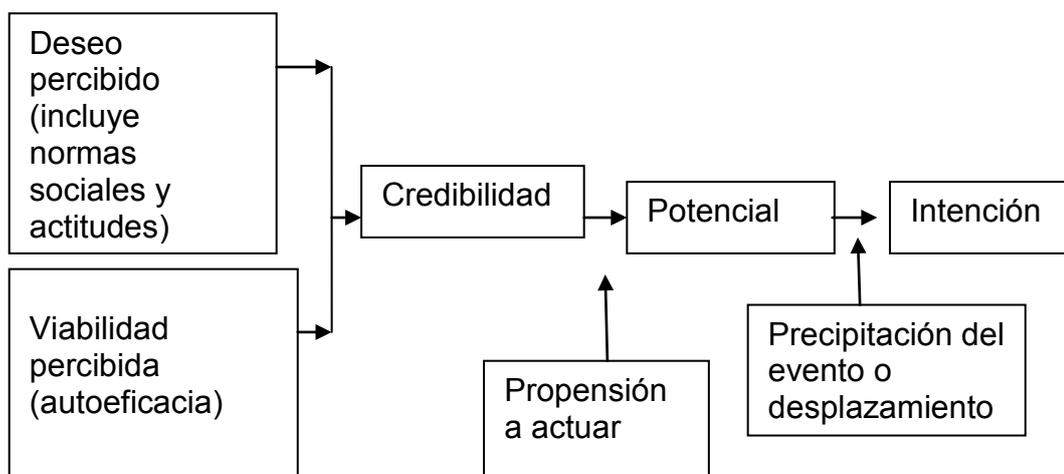 Deseo
percibido
(incluye
normas
sociales y
actitudes)
Viabilidad
percibida
(autoeficacia)
Credibilidad
Potencial
Intención
Propensión
a actuar
Precipitación del
evento o
desplazamiento